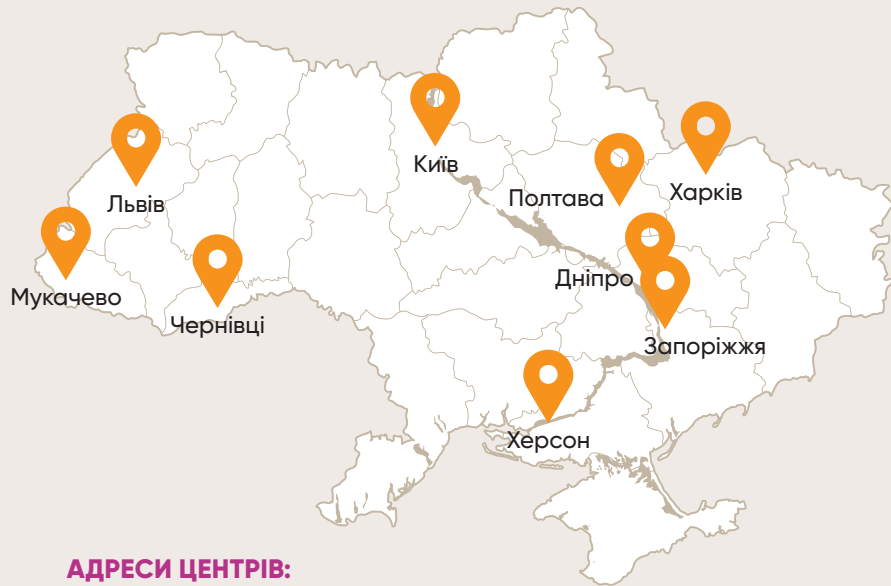 Київ
Львів
Полтава
Харків
Мукачево
Дніпро
Чернівці
Запоріжжя
Херсон
АДРЕСИ ЦЕНТРІВ: